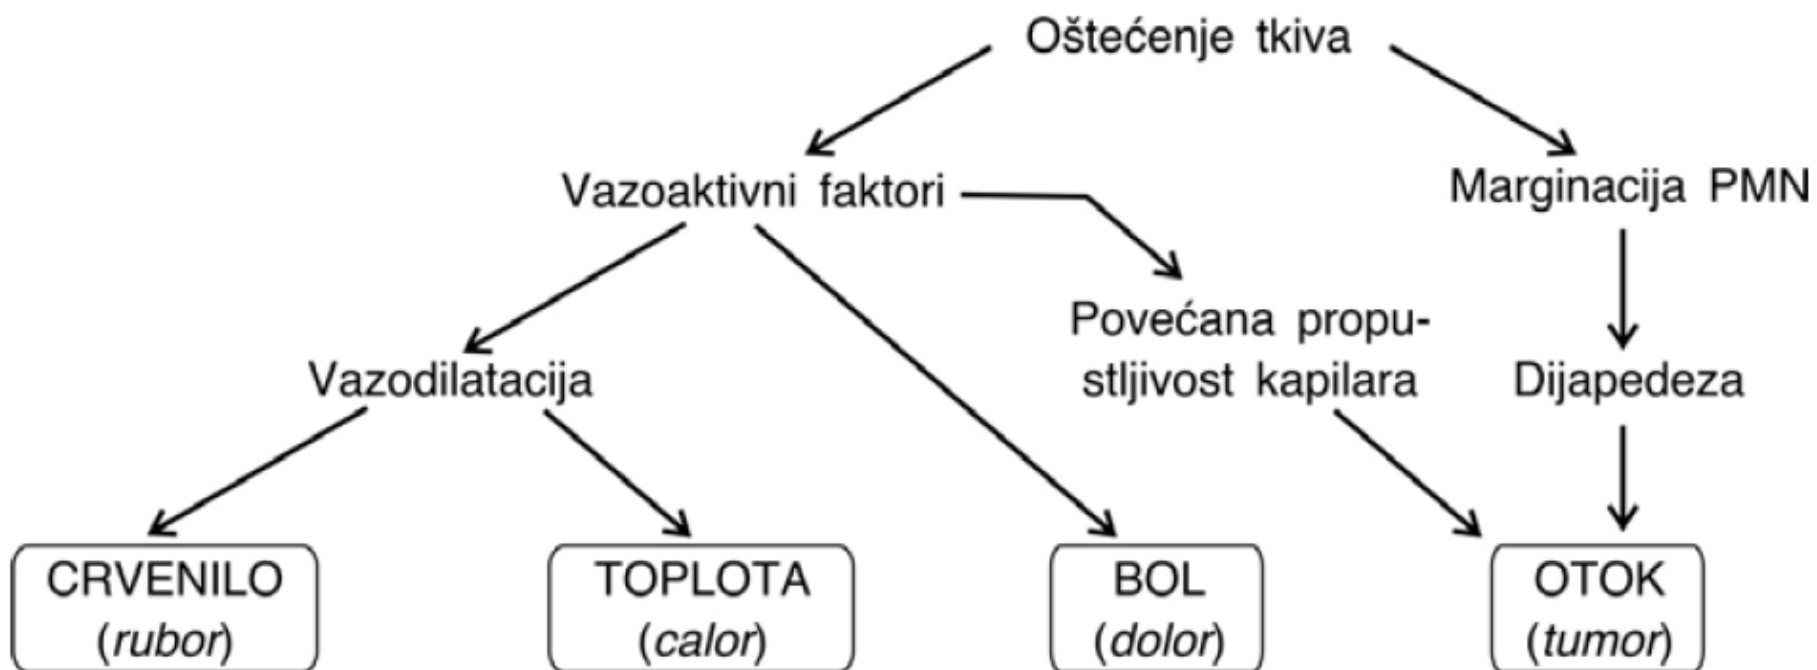 Oštećenje tkiva
Vazoaktivni faktori
Marginacija PMN
Povećana propu-
stljivost kapilara
Vazodilatacija
Dijapedeza
CRVENILO
(rubor)
TOPLOTA
(calor)
BOL
(dolor)
OTOK
(tumor)